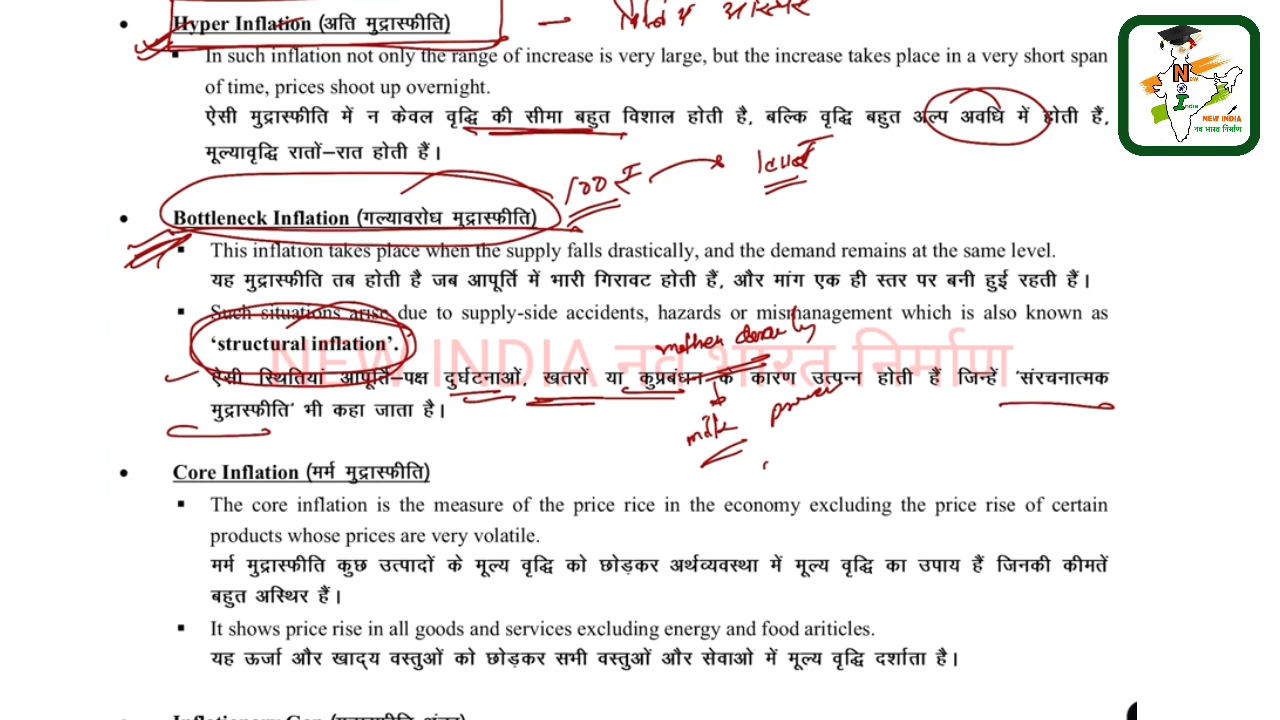 • Hyper Inflation (अति मुद्रास्फीति)
▪ In such inflation not only the range of increase is very large, but the increase takes place in a very short span
of time, prices shoot up overnight.
ऐसी मुद्रास्फीति में न केवल वृद्धि की सीमा बहुत विशाल होती है, बल्कि वृद्धि बहुत अल्प अवधि में होती हैं,
मूल्यावृद्धि रातों–रात होती हैं।
100 ₹
• Bottleneck Inflation (गल्यावरोध मुद्रास्फीति)
▪ This inflation takes place when the supply falls drastically, and the demand remains at the same level.
यह मुद्रास्फीति तब होती है जब आपूर्ति में भारी गिरावट होती हैं, और मांग एक ही स्तर पर बनी हुई रहती हैं।
▪ Such situations arise due to supply-side accidents, hazards or mismanagement which is also known as
‘structural inflation’.
ऐसी स्थितियां आपूर्ति–पक्ष दुर्घटनाओं, खतरों या कुप्रबंधन के कारण उत्पन्न होती हैं जिन्हें ‘संरचनात्मक
मुद्रास्फीति’ भी कहा जाता है।
• Core Inflation (मर्म मुद्रास्फीति)
▪ The core inflation is the measure of the price rice in the economy excluding the price rise of certain
products whose prices are very volatile.
मर्म मुद्रास्फीति कुछ उत्पादों के मूल्य वृद्धि को छोड़कर अर्थव्यवस्था में मूल्य वृद्धि का उपाय हैं जिनकी कीमतें
बहुत अस्थिर हैं।
▪ It shows price rise in all goods and services excluding energy and food ariticles.
यह ऊर्जा और खाद्य वस्तुओं को छोड़कर सभी वस्तुओं और सेवाओ में मूल्य वृद्धि दर्शाता है।
NEW INDIA नव भारत निर्माण
New
India
NEW INDIA
नव भारत निर्माण